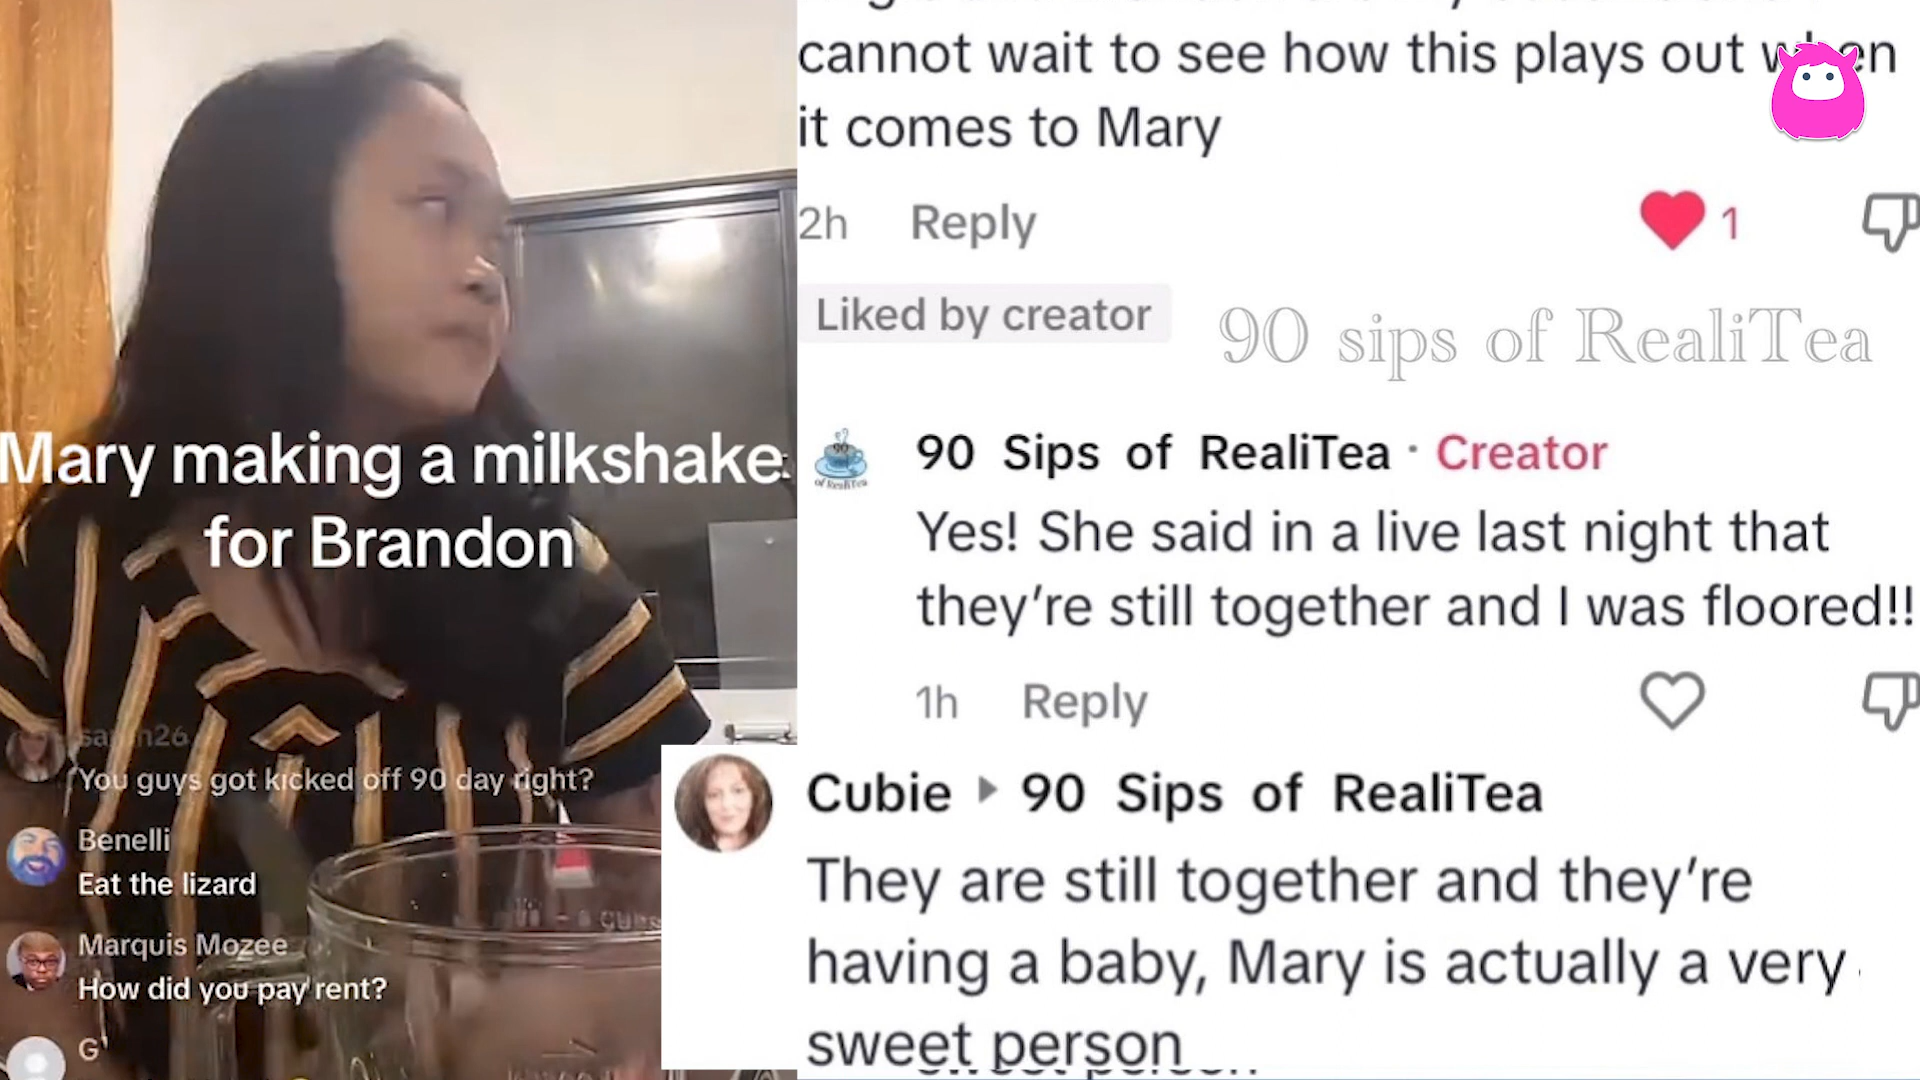 cannot wait to see how this plays out when
it comes to Mary
2h Reply 1
Liked by creator
90 sips of RealiTea
90 Sips of RealiTea · Creator
Yes! She said in a live last night that
they're still together and I was floored!!
1h Reply
Cubie ▸ 90 Sips of RealiTea
They are still together and they're
having a baby, Mary is actually a very
sweet person
Mary making a milkshake
for Brandon
You guys got kicked off 90 day right?
Benelli
Eat the lizard
Marquis Mozee
How did you pay rent?
G